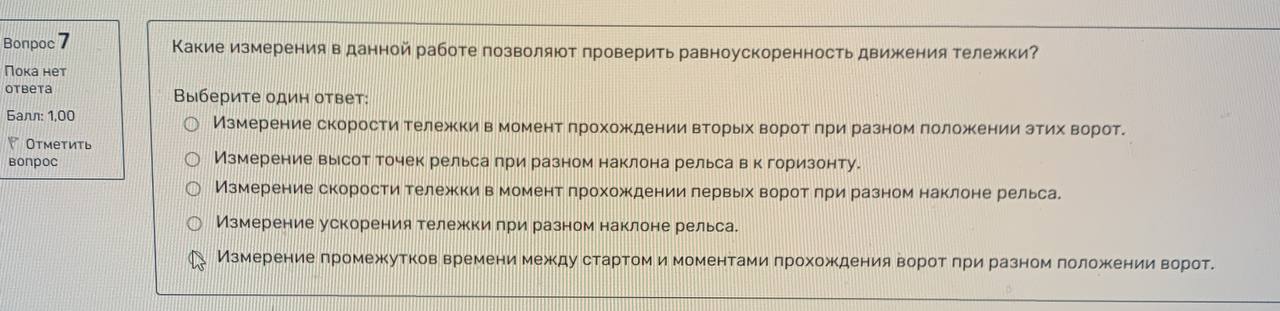 Вопрос 7
Пока нет
ответа
Балл: 1,00
Отметить
вопрос
Какие измерения в данной работе позволяют проверить равноускоренность движения тележки?
Выберите один ответ:
Измерение скорости тележки в момент прохождении вторых ворот при разном положении этих ворот.
Измерение высот точек рельса при разном наклона рельса в к горизонту.
Измерение скорости тележки в момент прохождении первых ворот при разном наклоне рельса.
Измерение ускорения тележки при разном наклоне рельса.
Измерение промежутков времени между стартом и моментами прохождения ворот при разном положении ворот.